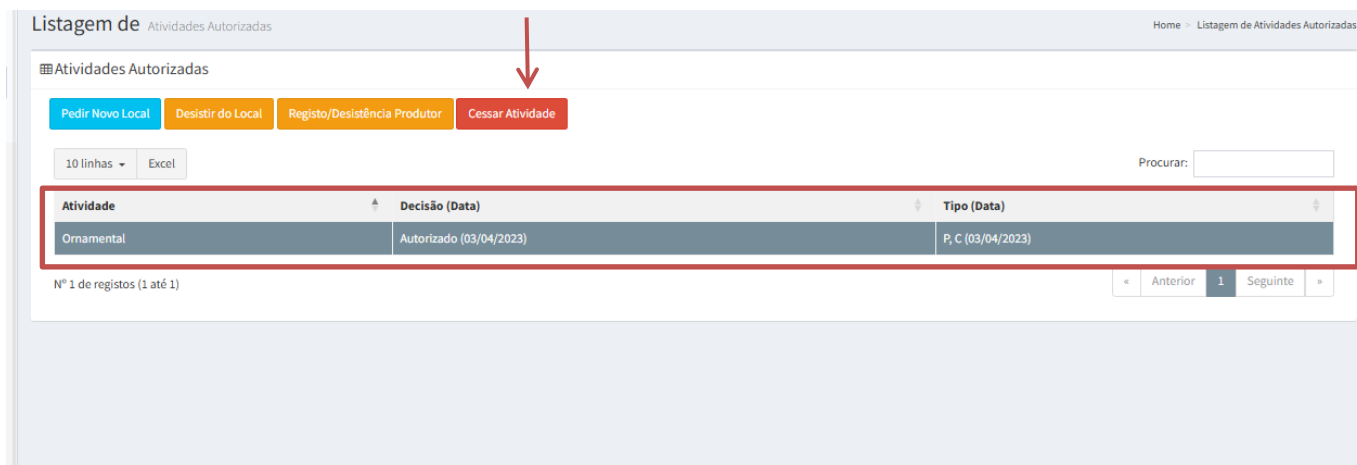 Listagem de Atividades Autorizadas
Home > Listagem de Atividades Autorizadas
Atividades Autorizadas
Pedir Novo Local Desistir do Local Registo/Desistência Produtor Cessar Atividade
10 linhas Excel Procurar:
Atividade Decisão (Data) Tipo (Data)
Ornamental Autorizado (03/04/2023) P, C (03/04/2023)
Nº 1 de registos (1 até 1) « Anterior 1 Seguinte »